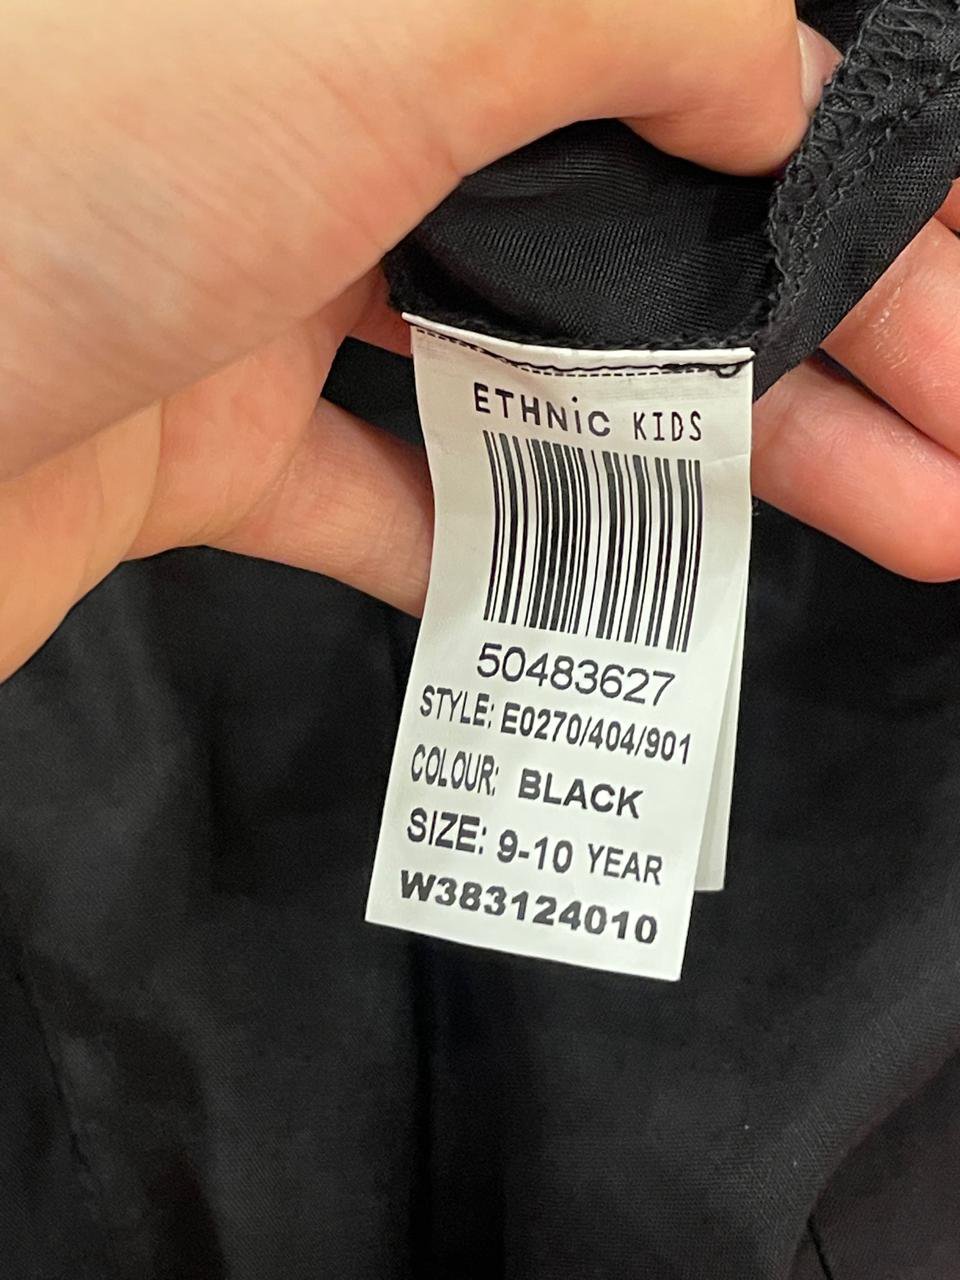 ETHNiC KIDS
50483627
STYLE: E0270/404/901
COLOUR: BLACK
SIZE: 9-10 YEAR
W383124010